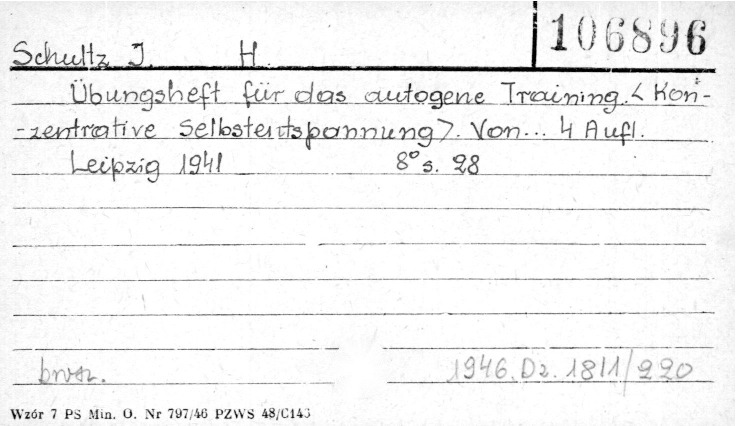 Schultz J. H.
106896
Übungsheft für das autogene Training. < Kon-
-zentrative Selbstentspannung >. Von... 4 Aufl.
Leipzig 1941 8° s. 28
brosz.
1946. Dz. 1811/220
Wzór 7 PS Min. O. Nr 797/46 PZWS 48/C143